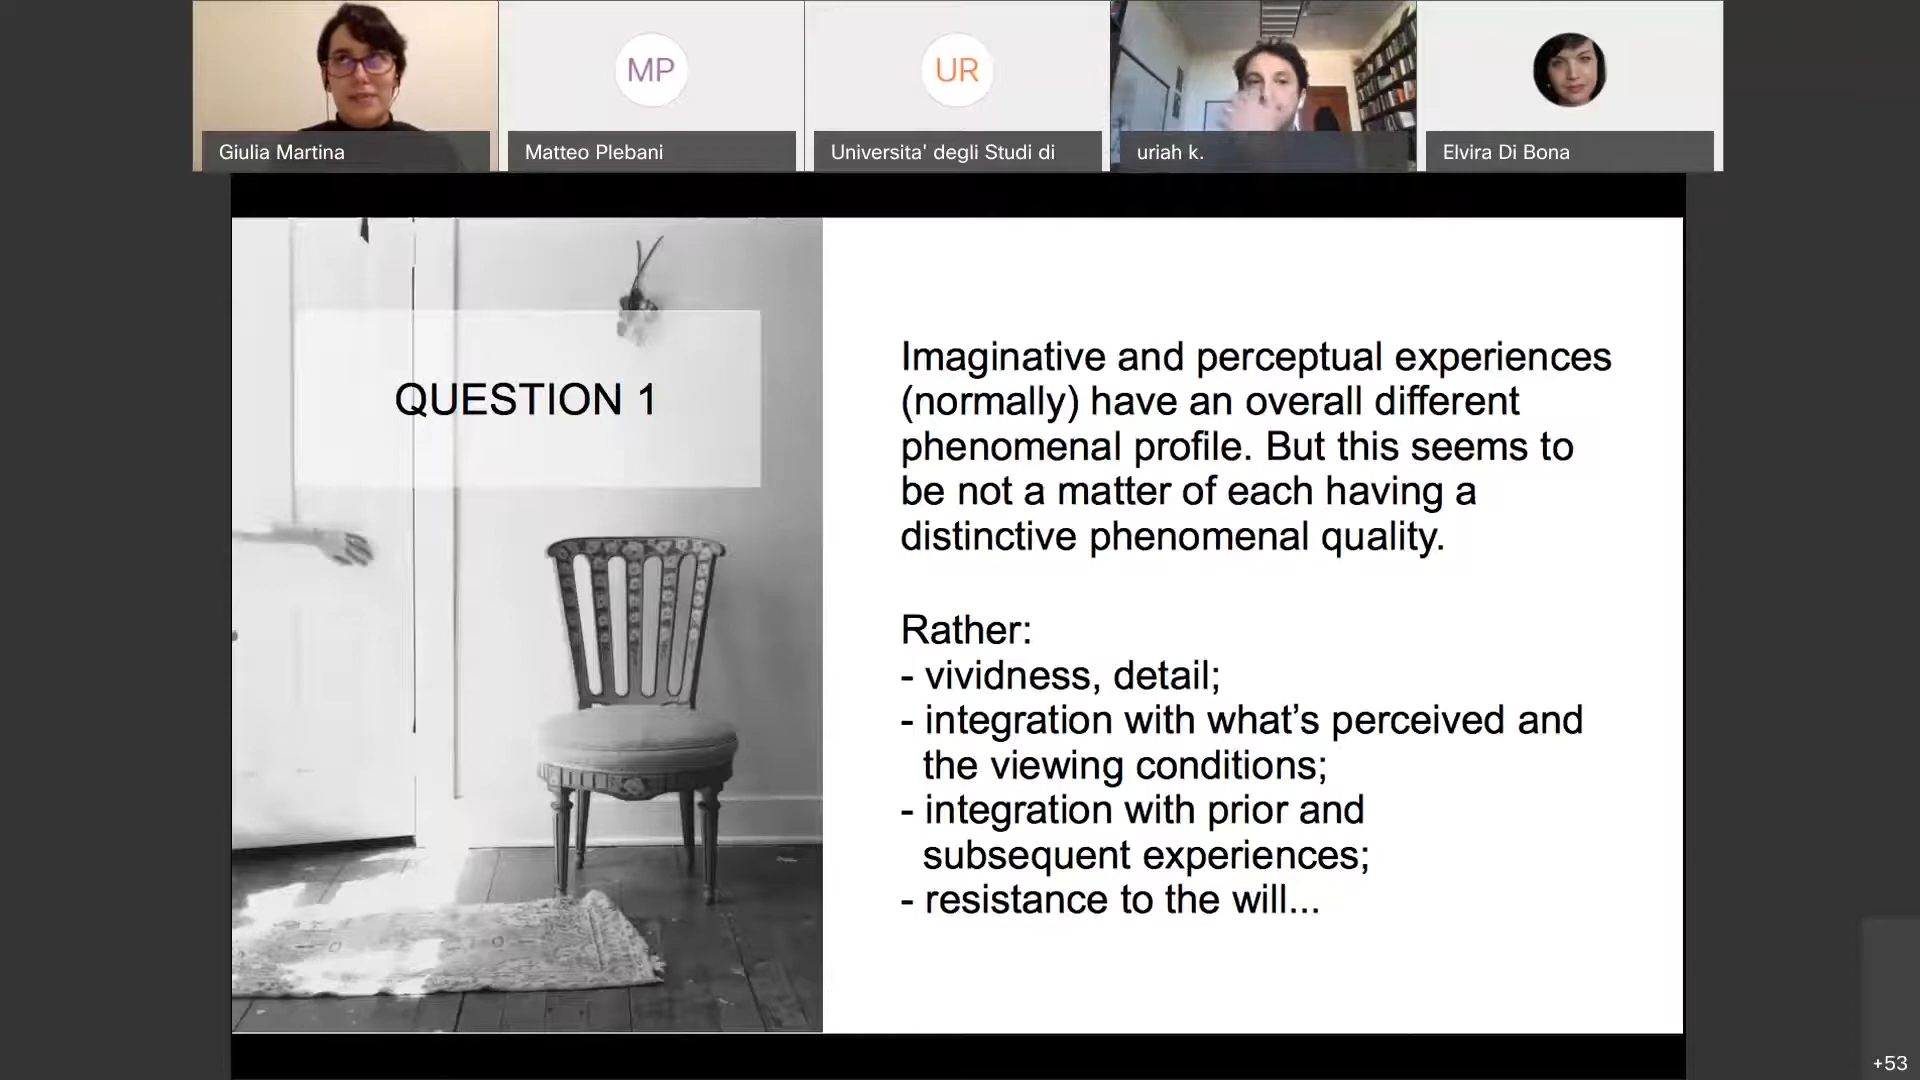 MP
UR
Giulia Martina
Matteo Plebani
Universita' degli Studi di
uriah k.
Elvira Di Bona
QUESTION 1
Imaginative and perceptual experiences
(normally) have an overall different
phenomenal profile. But this seems to
be not a matter of each having a
distinctive phenomenal quality.
Rather:
- vividness, detail;
- integration with what’s perceived and
the viewing conditions;
- integration with prior and
subsequent experiences;
- resistance to the will...
+53